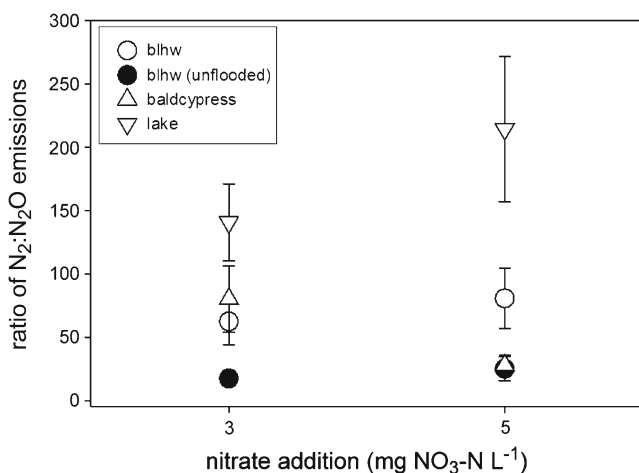 300
250
200
150
100
50
0
ratio of N₂:N₂O emissions
blhw
blhw (unflooded)
baldcypress
lake
3
5
nitrate addition (mg NO₃-N L⁻¹)